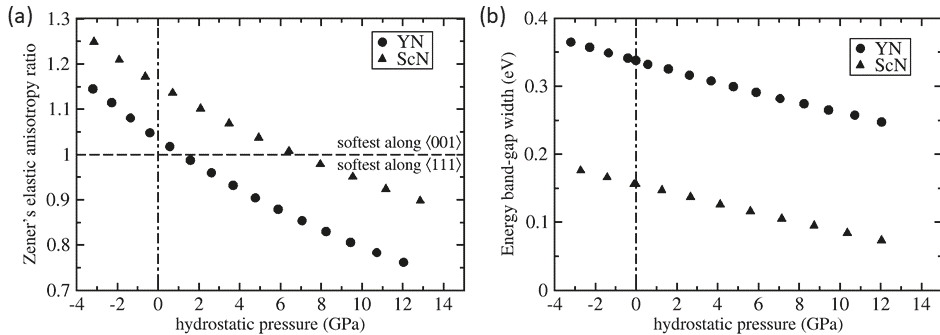 (a)
1.3
1.2
1.1
1
0.9
0.8
0.7
Zener's elastic anisotropy ratio
YN
ScN
softest along ⟨001⟩
softest along ⟨111⟩
-4 -2 0 2 4 6 8 10 12 14
hydrostatic pressure (GPa)
(b)
0.4
0.3
0.2
0.1
0
Energy band-gap width (eV)
YN
ScN
-4 -2 0 2 4 6 8 10 12 14
hydrostatic pressure (GPa)